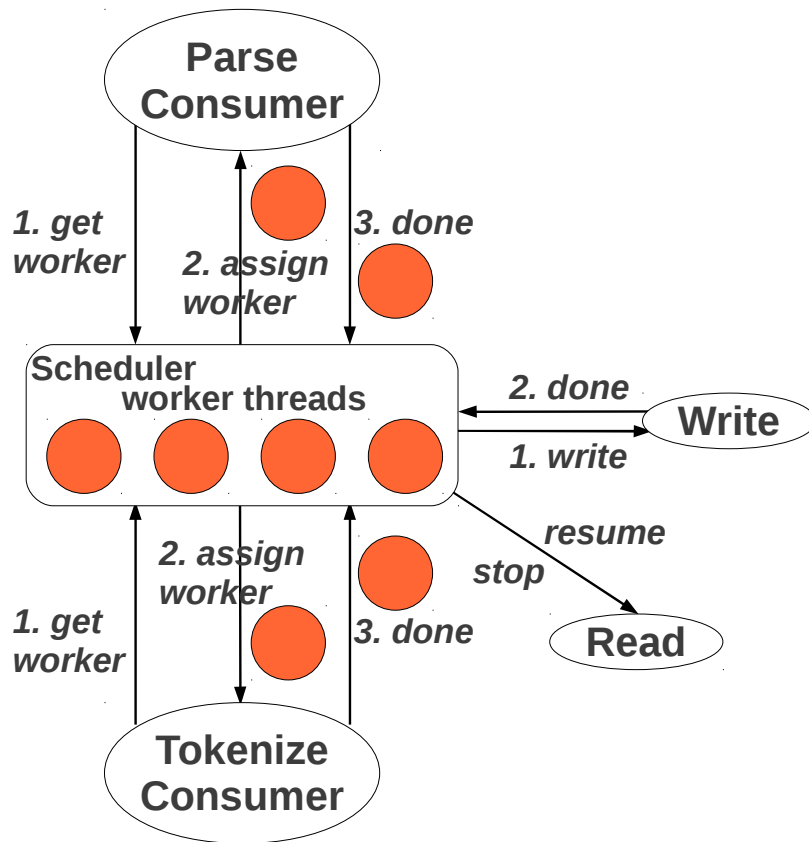 Parse
Consumer
1. get
worker
2. assign
worker
3. done
Scheduler
worker threads
2. done
1. write
Write
resume
stop
Read
1. get
worker
2. assign
worker
3. done
Tokenize
Consumer